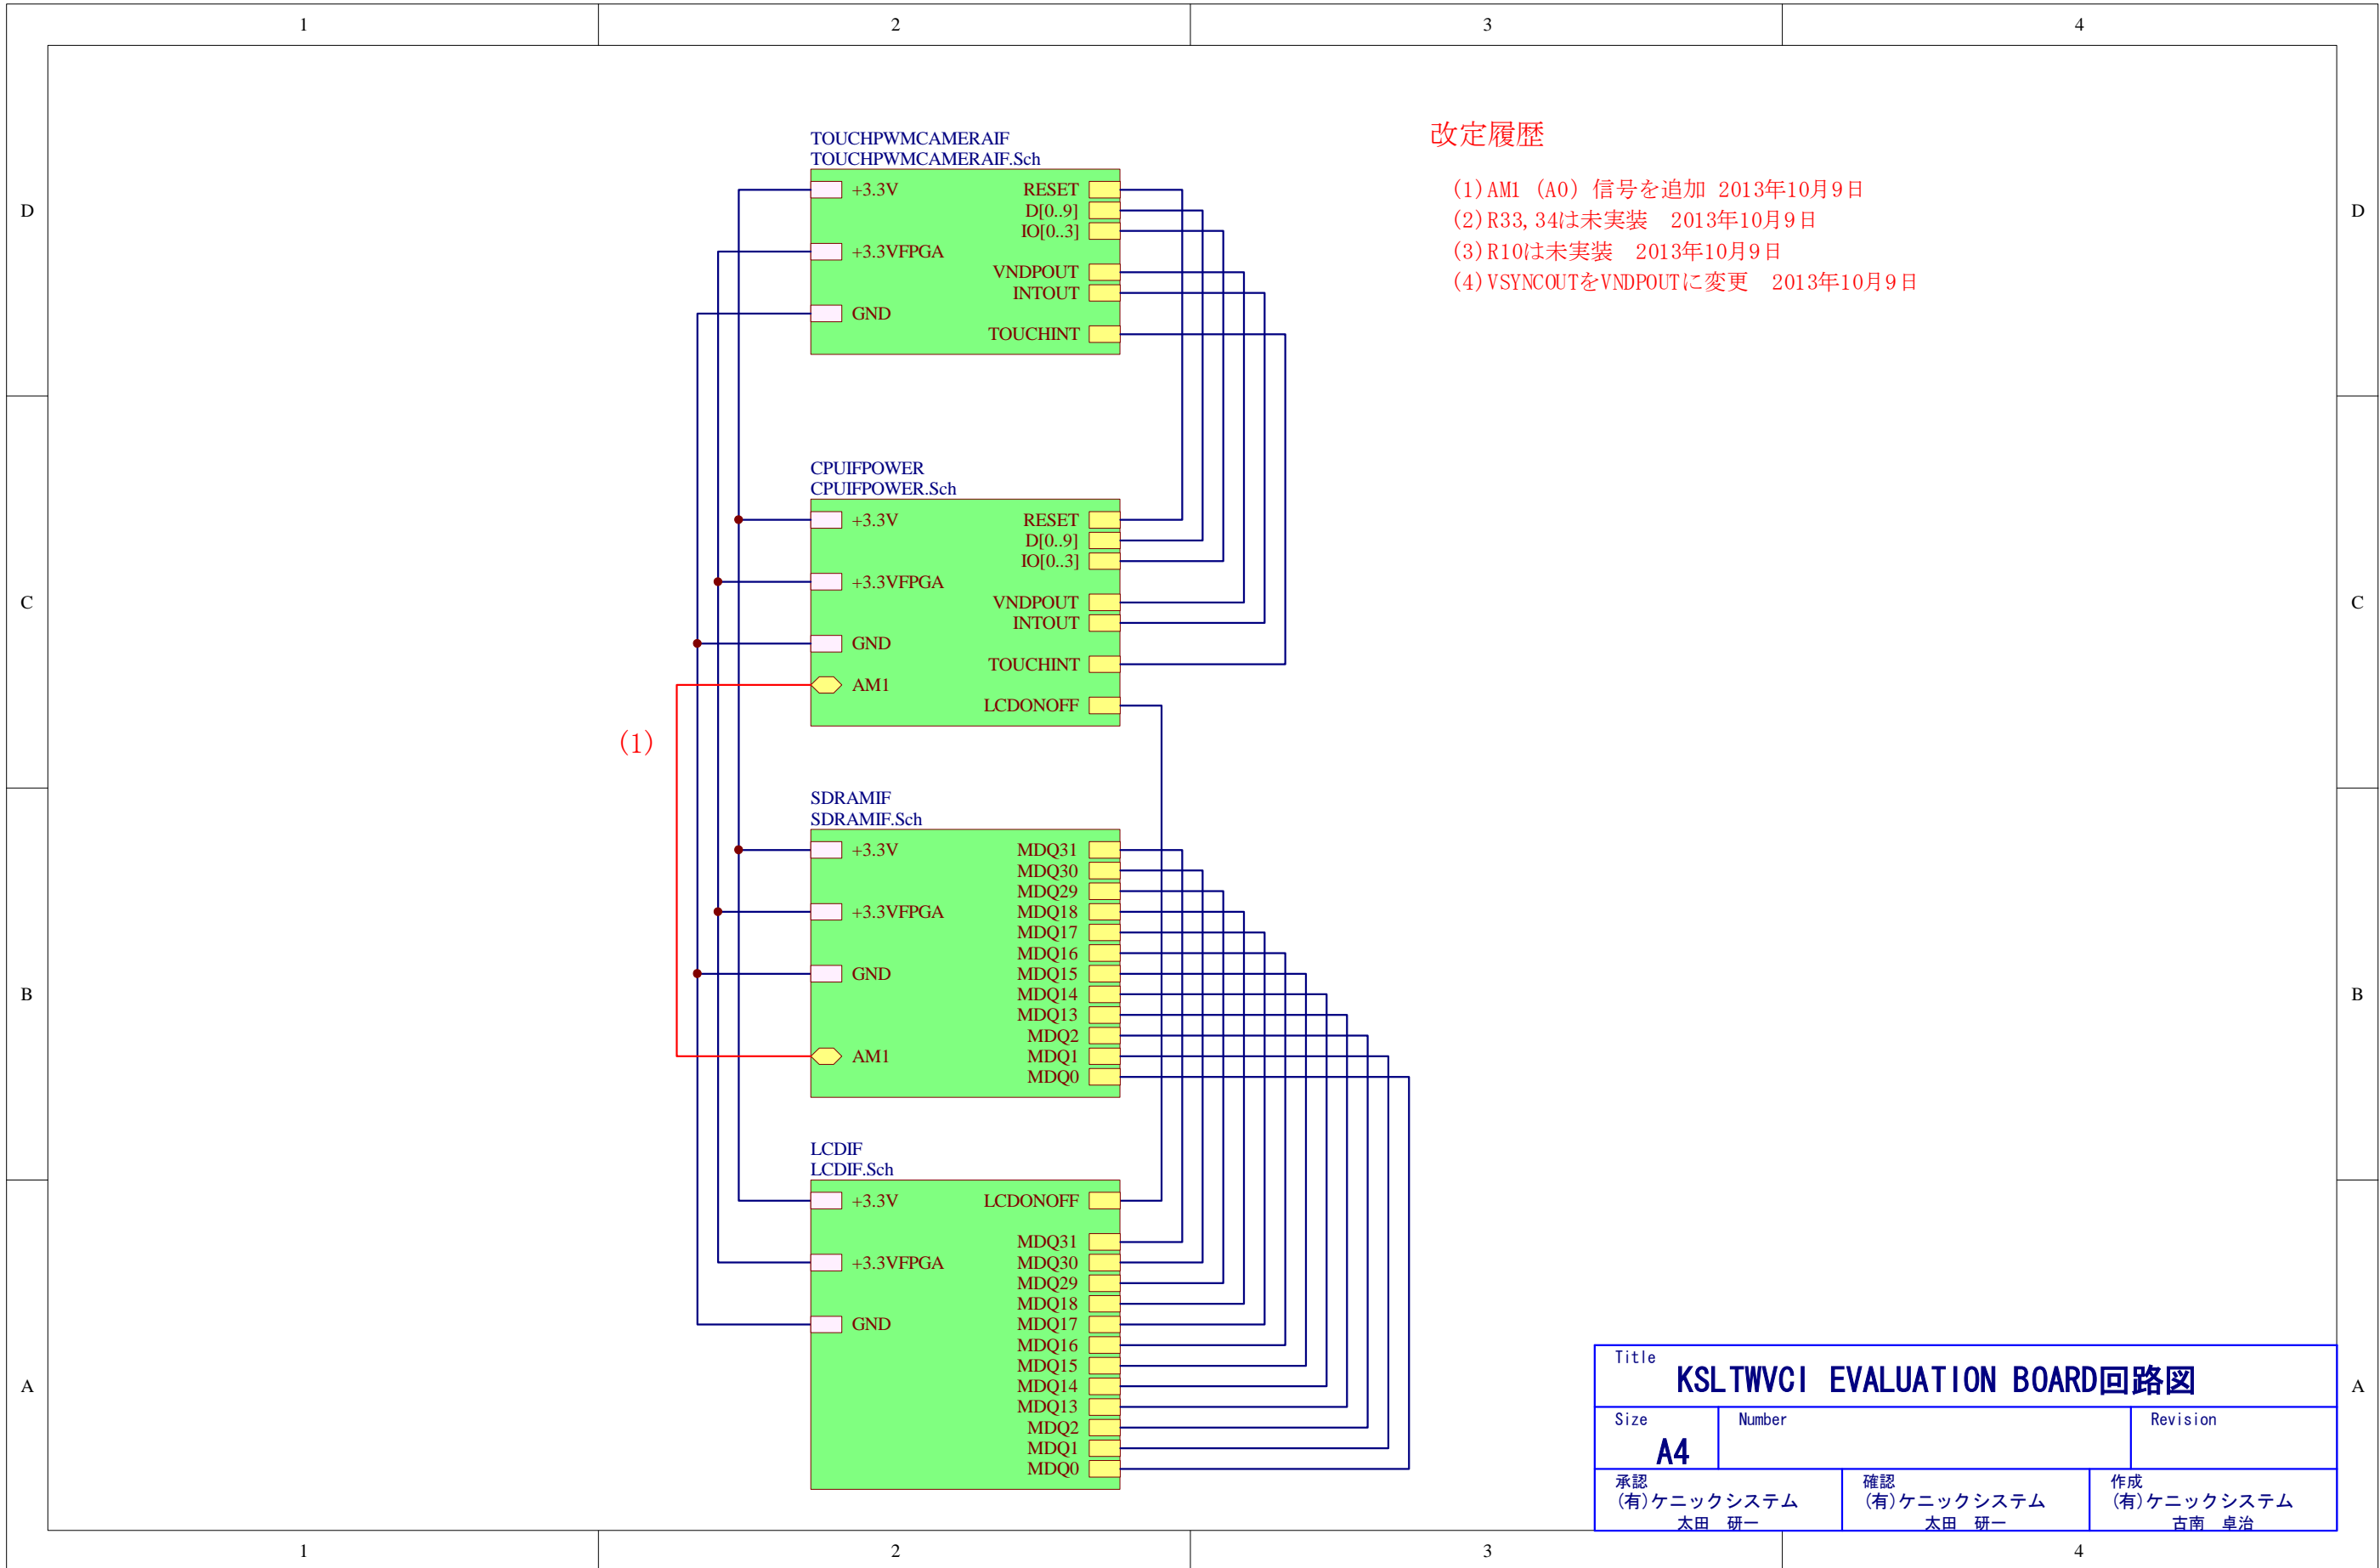 1 2 3 4
D
C
B
A
TOUCHPWMCAMERAIF
TOUCHPWMCAMERAIF.Sch
+3.3V RESET
D[0..9]
IO[0..3]
+3.3VFPGA
VNDPOUT
INTOUT
GND
TOUCHINT
改定履歴
(1)AM1 (A0) 信号を追加 2013年10月9日
(2)R33,34は未実装 2013年10月9日
(3)R10は未実装 2013年10月9日
(4)VSYNCOUTをVNDPOUTに変更 2013年10月9日
D
C
B
A
CPUIFPOWER
CPUIFPOWER.Sch
+3.3V RESET
D[0..9]
IO[0..3]
+3.3VFPGA
VNDPOUT
INTOUT
GND
TOUCHINT
AM1
LCDONOFF
(1)
SDRAMIF
SDRAMIF.Sch
+3.3V MDQ31
MDQ30
MDQ29
+3.3VFPGA MDQ18
MDQ17
MDQ16
GND MDQ15
MDQ14
MDQ13
MDQ2
AM1 MDQ1
MDQ0
LCDIF
LCDIF.Sch
+3.3V LCDONOFF
MDQ31
+3.3VFPGA MDQ30
MDQ29
MDQ18
GND MDQ17
MDQ16
MDQ15
MDQ14
MDQ13
MDQ2
MDQ1
MDQ0
Title
KSLTWVCI EVALUATION BOARD回路図
Size Number Revision
A4
承認 確認 作成
(有)ケニックシステム (有)ケニックシステム (有)ケニックシステム
太田 研一 太田 研一 古南 卓治
1 2 3 4